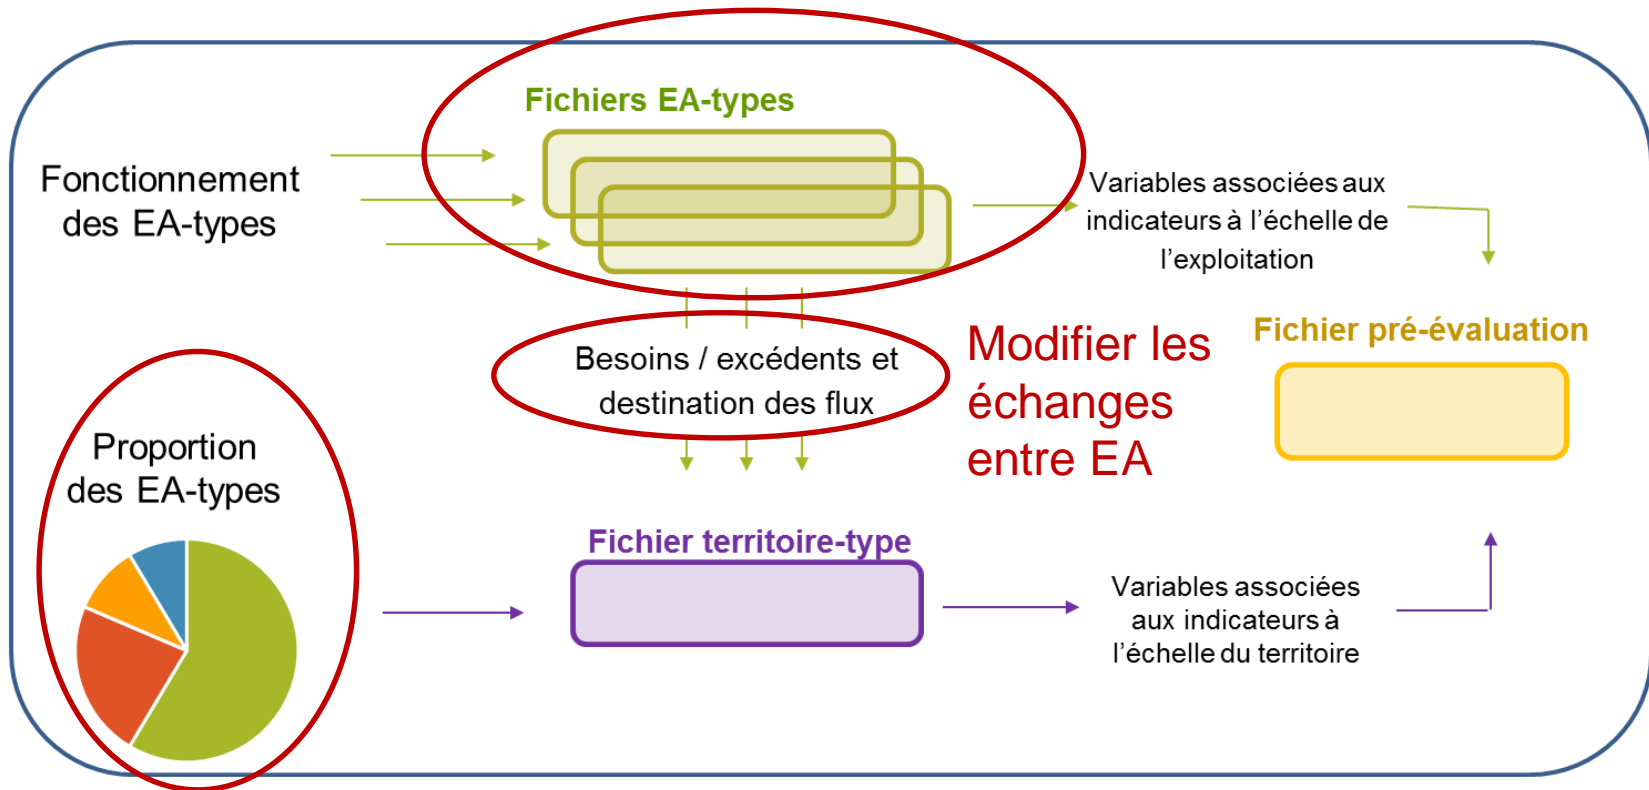 Fichiers EA-types
Fonctionnement
des EA-types
Variables associées aux
indicateurs à l’échelle de
l’exploitation
Besoins / excédents et
destination des flux
Modifier les
échanges
entre EA
Fichier pré-évaluation
Proportion
des EA-types
Fichier territoire-type
Variables associées
aux indicateurs à
l’échelle du territoire